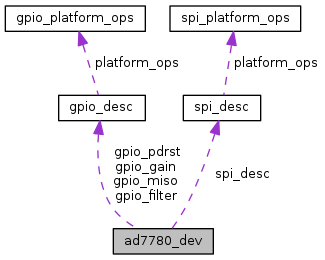 gpio_platform_ops
spi_platform_ops
platform_ops
platform_ops
gpio_desc
spi_desc
gpio_pdrst
gpio_gain
gpio_miso
gpio_filter
spi_desc
ad7780_dev